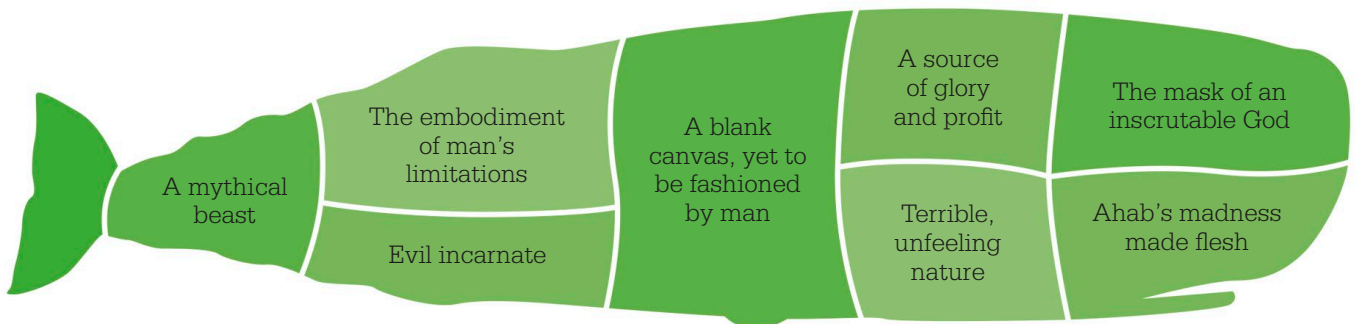 A mythical
beast
The embodiment
of man’s
limitations
Evil incarnate
A blank
canvas, yet to
be fashioned
by man
A source
of glory
and profit
Terrible,
unfeeling
nature
The mask of an
inscrutable God
Ahab’s madness
made flesh